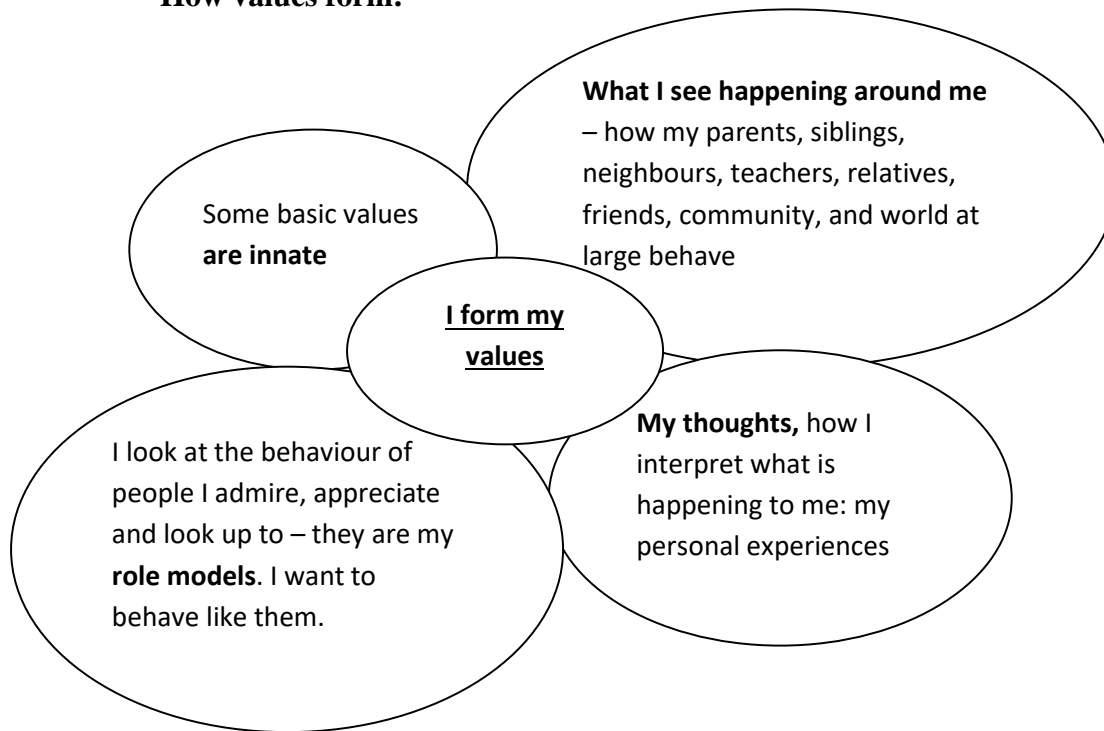 How values form:
What I see happening around me
– how my parents, siblings,
neighbours, teachers, relatives,
friends, community, and world at
large behave
Some basic values
are innate
I form my
values
My thoughts, how I
interpret what is
happening to me: my
personal experiences
I look at the behaviour of
people I admire, appreciate
and look up to – they are my
role models. I want to
behave like them.